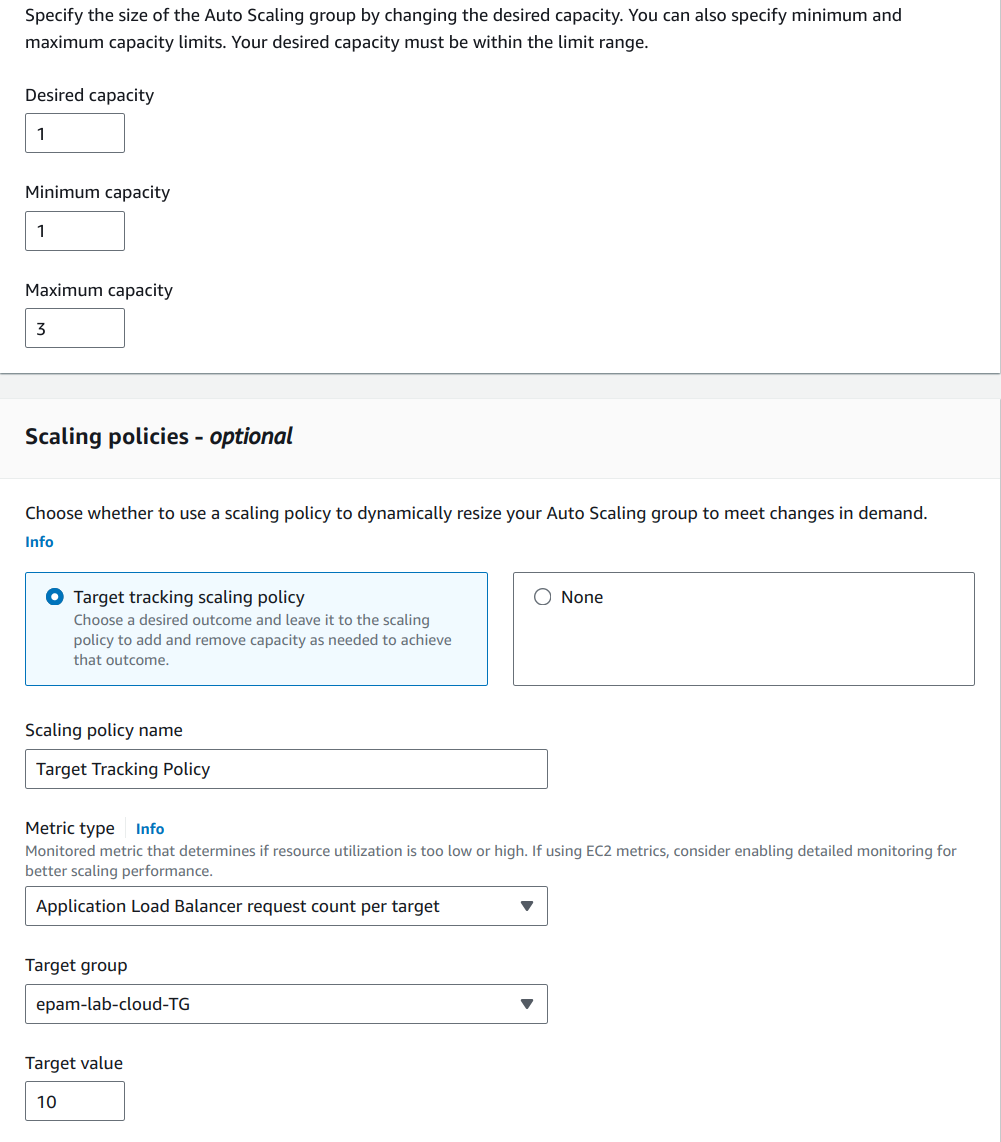 Specify the size of the Auto Scaling group by changing the desired capacity. You can also specify minimum and
maximum capacity limits. Your desired capacity must be within the limit range.
Desired capacity
1
Minimum capacity
1
Maximum capacity
3
Scaling policies - optional
Choose whether to use a scaling policy to dynamically resize your Auto Scaling group to meet changes in demand.
Info
Target tracking scaling policy
Choose a desired outcome and leave it to the scaling
policy to add and remove capacity as needed to achieve
that outcome.
None
Scaling policy name
Target Tracking Policy
Metric type Info
Monitored metric that determines if resource utilization is too low or high. If using EC2 metrics, consider enabling detailed monitoring for
better scaling performance.
Application Load Balancer request count per target
Target group
epam-lab-cloud-TG
Target value
10